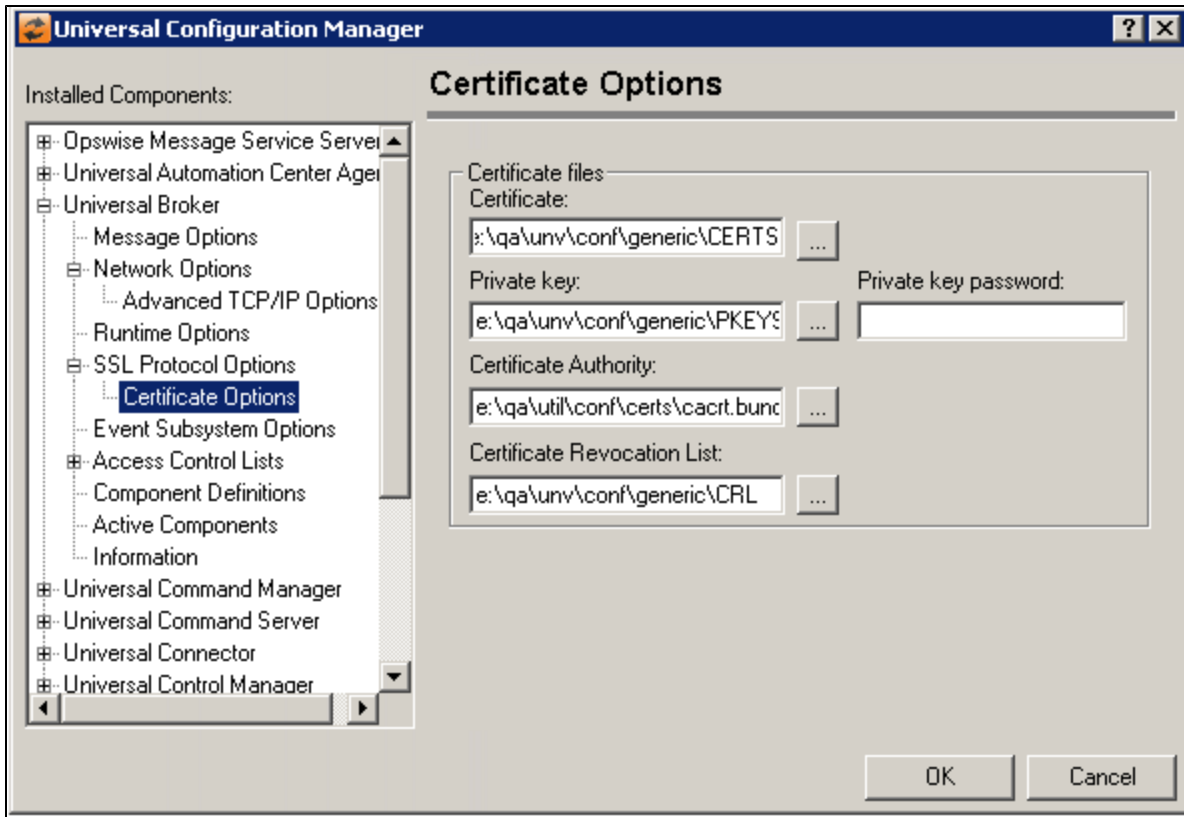 Universal Configuration Manager
Installed Components:
Opswise Message Service Server
Universal Automation Center Ager
Universal Broker
Message Options
Network Options
Advanced TCP/IP Options
Runtime Options
SSL Protocol Options
Certificate Options
Event Subsystem Options
Access Control Lists
Component Definitions
Active Components
Information
Universal Command Manager
Universal Command Server
Universal Connector
Universal Control Manager
Certificate Options
Certificate files
Certificate:
e:\qa\unv\conf\generic\CERTS
...
Private key:
Private key password:
e:\qa\unv\conf\generic\PKEYS
...
Certificate Authority:
e:\qa\util\conf\certs\cacrt.bund
...
Certificate Revocation List:
e:\qa\unv\conf\generic\CRL
...
OK
Cancel